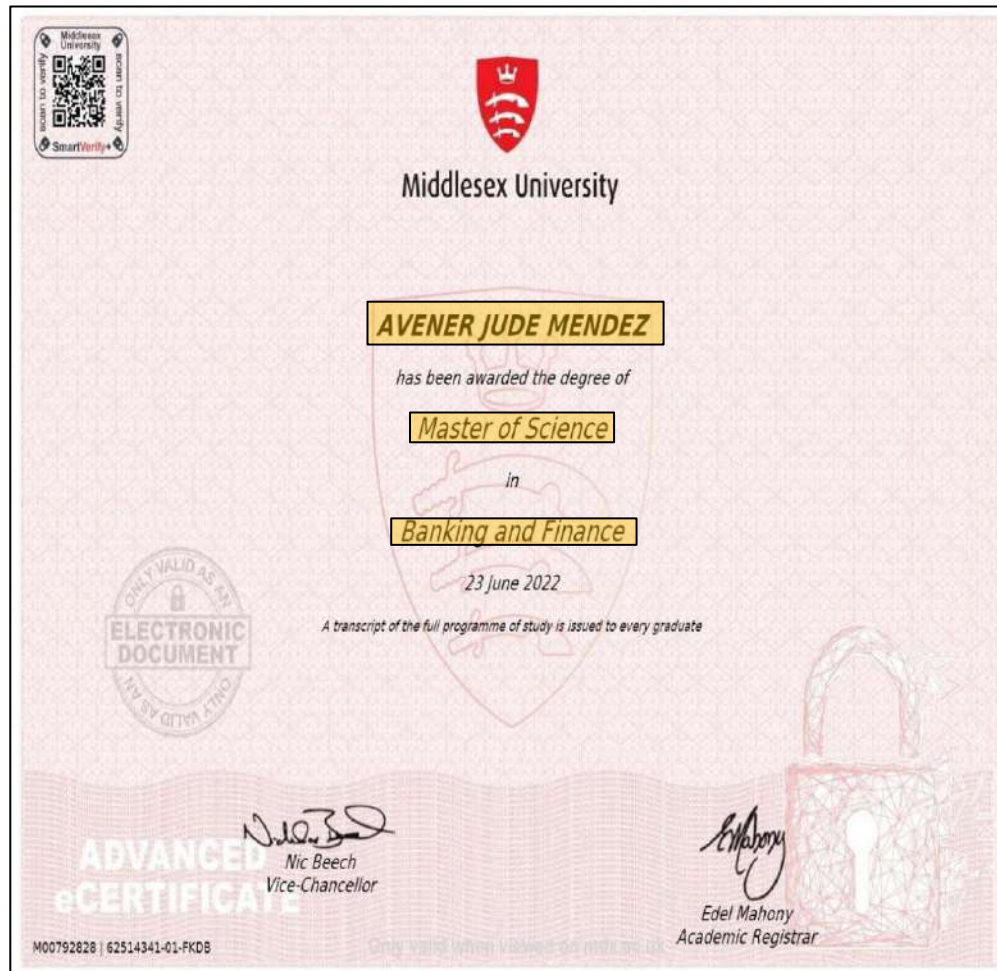 Middlesex
University
scan to verify
scan to verify
SmartVerify+
Middlesex University
AVENER JUDE MENDEZ
has been awarded the degree of
Master of Science
in
Banking and Finance
23 June 2022
A transcript of the full programme of study is issued to every graduate
ONLY VALID AS AN
ELECTRONIC
DOCUMENT
ONLY VALID AS AN
ADVANCED
eCERTIFICATE
Nic Beech
Vice-Chancellor
Edel Mahony
Academic Registrar
M00792828 | 62514341-01-FKDB
Only valid when viewed on mdx.ac.uk